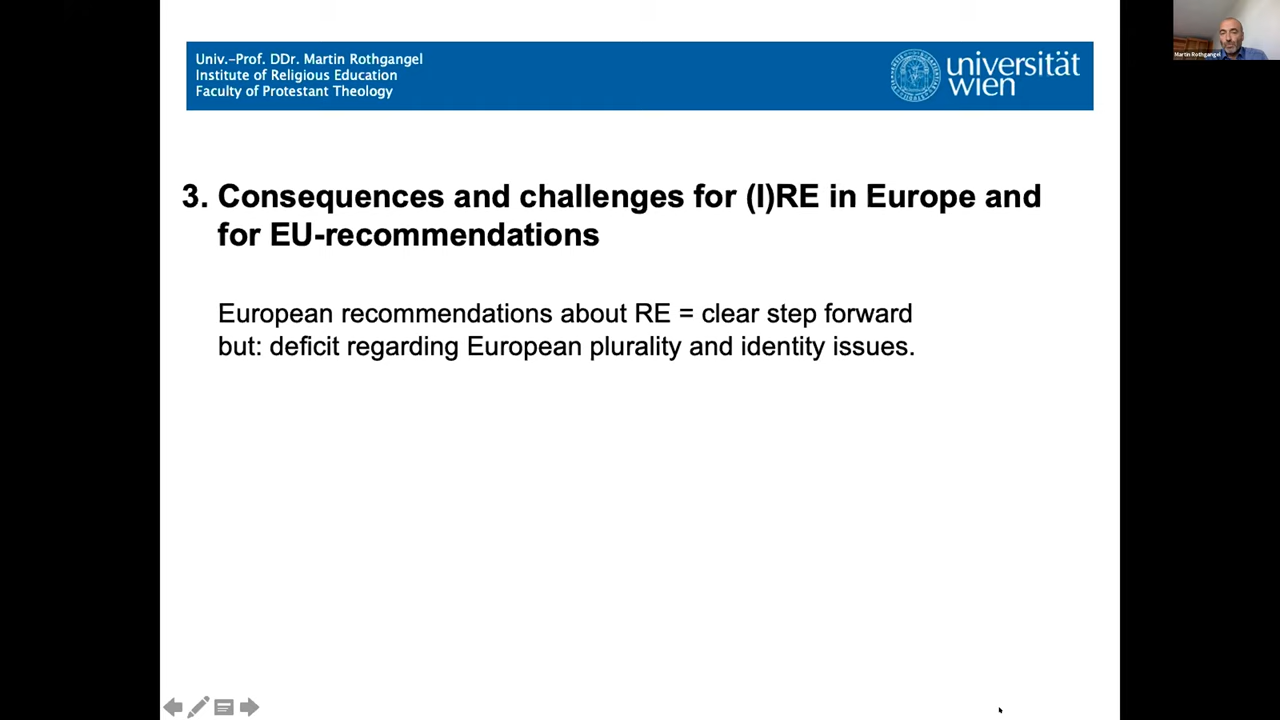 Univ.-Prof. DDr. Martin Rothgangel
Institute of Religious Education
Faculty of Protestant Theology
universität
wien
Martin Rothgangel
3. Consequences and challenges for (I)RE in Europe and
for EU-recommendations
European recommendations about RE = clear step forward
but: deficit regarding European plurality and identity issues.